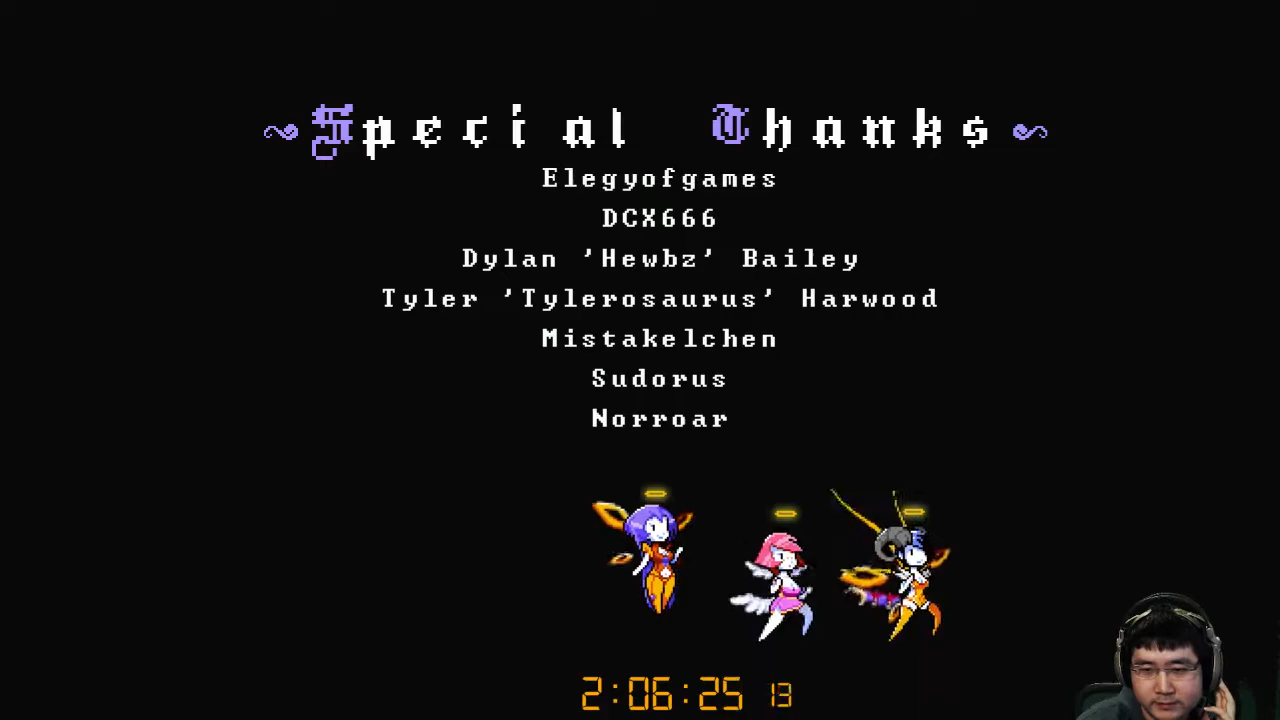 Special Thanks
Elegyofgames
DCX666
Dylan 'Hewbz' Bailey
Tyler 'Tylerosaurus' Harwood
Mistakelchen
Sudorus
Norroar
2:06:25 13